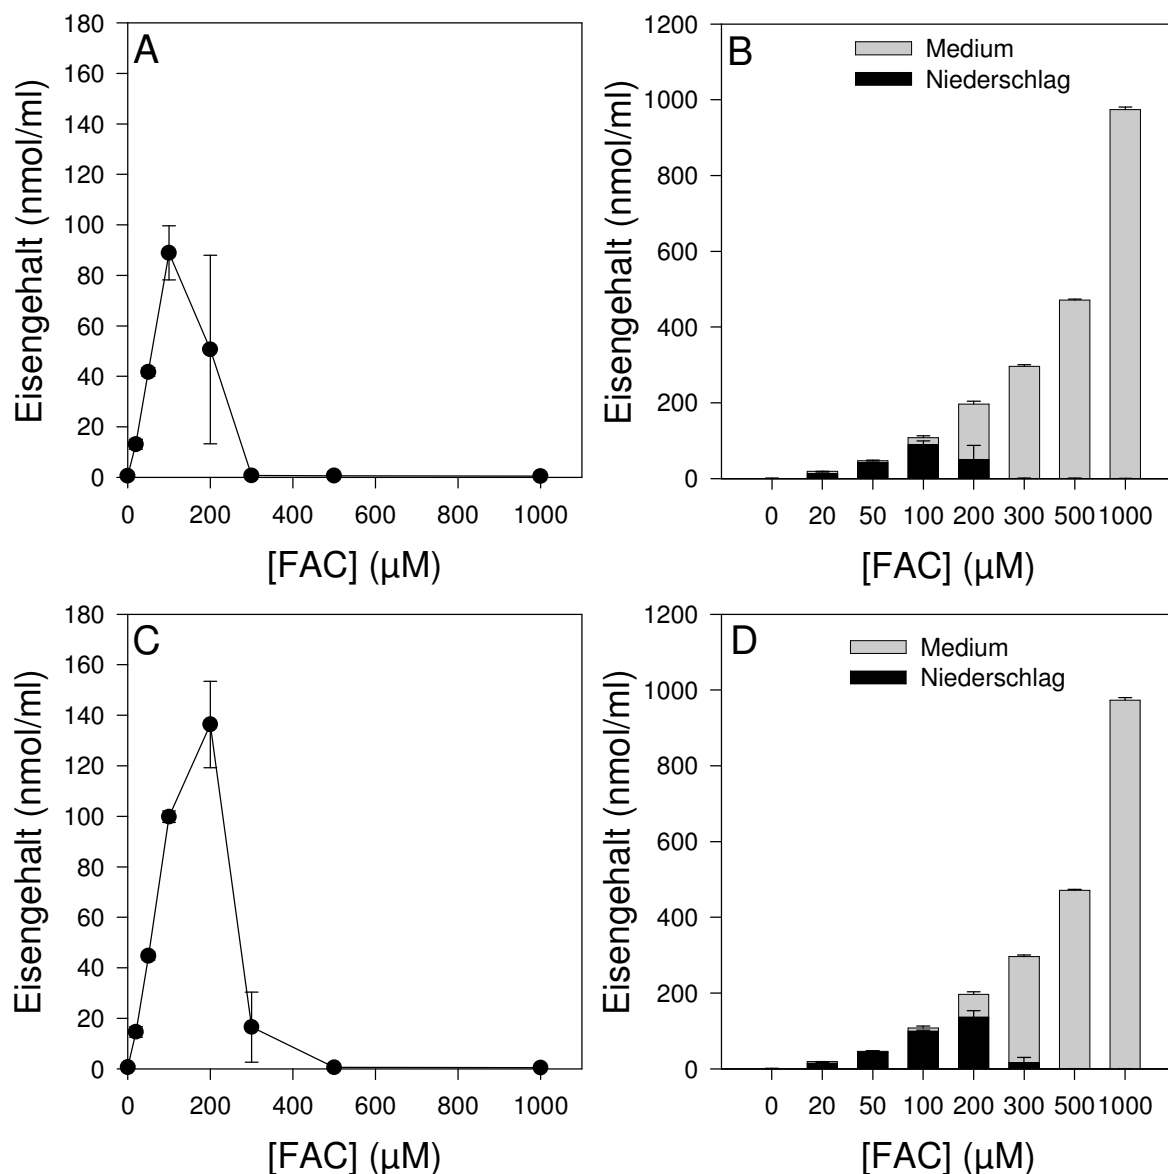 A
Eisengehalt (nmol/ml)
180
160
140
120
100
80
60
40
20
0
0 200 400 600 800 1000
[FAC] (µM)
B
Medium
Niederschlag
Eisengehalt (nmol/ml)
1200
1000
800
600
400
200
0
0 20 50 100 200 300 500 1000
[FAC] (µM)
C
Eisengehalt (nmol/ml)
180
160
140
120
100
80
60
40
20
0
0 200 400 600 800 1000
[FAC] (µM)
D
Medium
Niederschlag
Eisengehalt (nmol/ml)
1200
1000
800
600
400
200
0
0 20 50 100 200 300 500 1000
[FAC] (µM)